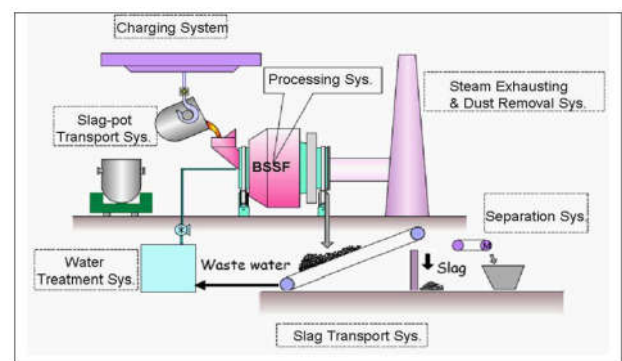 Charging System
Processing Sys.
Steam Exhausting
& Dust Removal Sys.
Slag-pot
Transport Sys.
BSSF
Separation Sys.
M
Water
Treatment Sys.
Waste water
Slag
Slag Transport Sys.